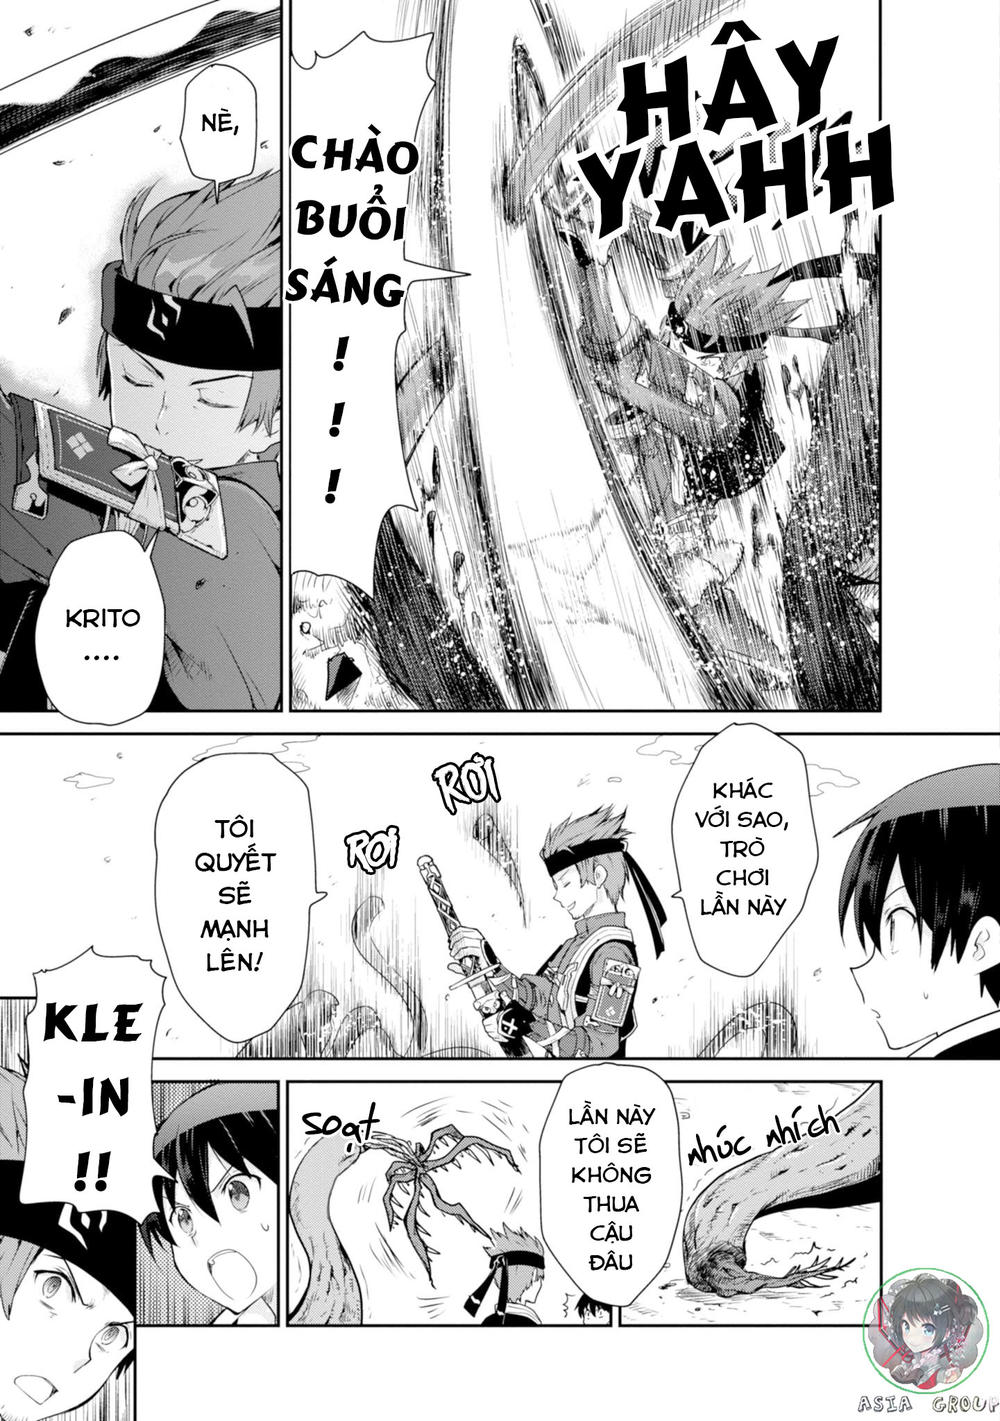 HÂY
YAHH
CHÀO
BUỔI
SÁNG
!
!
!
NÈ,
KRITO
....
KHÁC
VỚI SAO,
TRÒ
CHƠI
LẦN NÀY
RƠI
RƠI
TÔI
QUYẾT
SẼ
MẠNH
LÊN!
nhúc nhích
LẦN NÀY
TÔI SẼ
KHÔNG
THUA
CẬU
ĐÂU
soạt
KLE
-IN
!!
ASIA GROUP